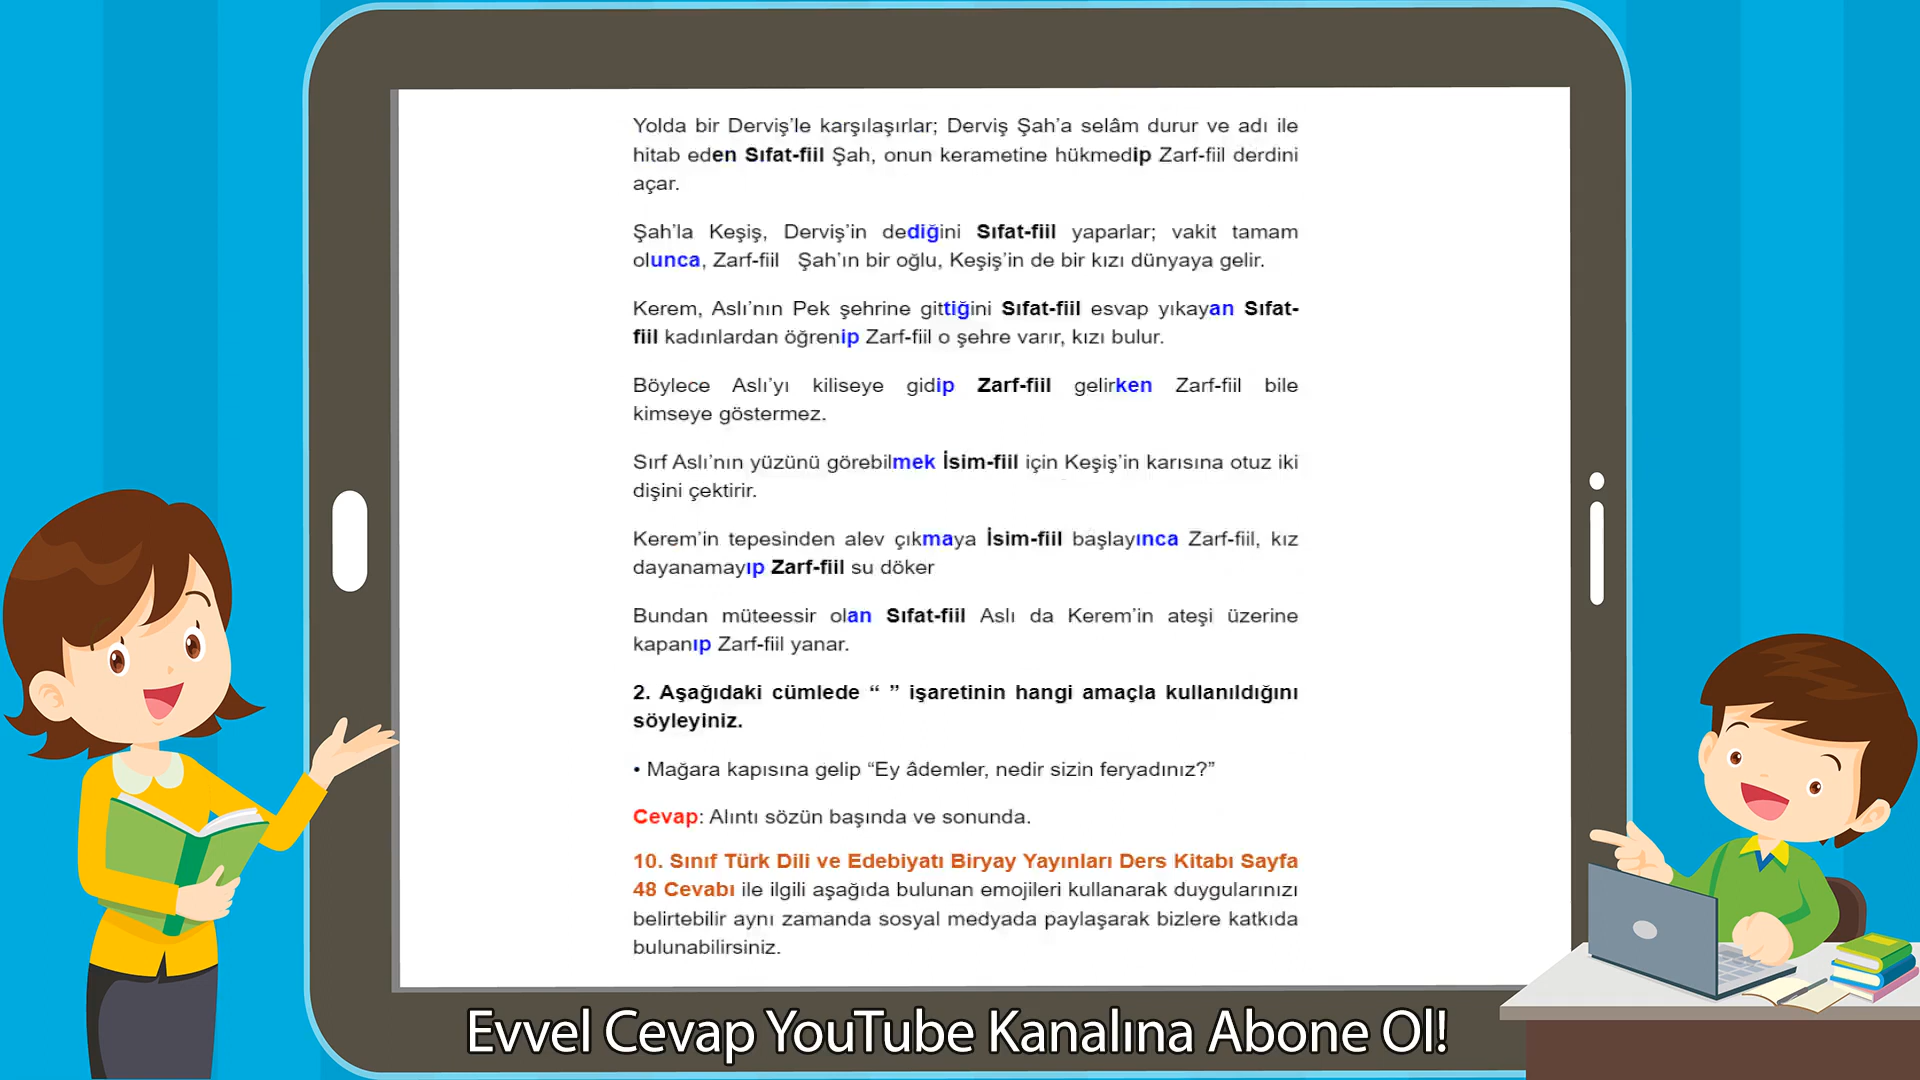 Yolda bir Derviş’le karşılaşırlar; Derviş Şah’a selâm durur ve adı ile
hitab eden Sıfat-fiil Şah, onun kerametine hükmedip Zarf-fiil derdini
açar.
Şah’la Keşiş, Derviş’in dediğini Sıfat-fiil yaparlar; vakit tamam
olunca, Zarf-fiil Şah’ın bir oğlu, Keşiş’in de bir kızı dünyaya gelir.
Kerem, Aslı’nın Pek şehrine gittiğini Sıfat-fiil esvap yıkayan Sıfat-
fiil kadınlardan öğrenip Zarf-fiil o şehre varır, kızı bulur.
Böylece Aslı’yı kiliseye gidip Zarf-fiil gelirken Zarf-fiil bile
kimseye göstermez.
Sırf Aslı’nın yüzünü görebilmek İsim-fiil için Keşiş’in karısına otuz iki
dişini çektirir.
Kerem’in tepesinden alev çıkmaya İsim-fiil başlayınca Zarf-fiil, kız
dayanamayıp Zarf-fiil su döker
Bundan müteessir olan Sıfat-fiil Aslı da Kerem’in ateşi üzerine
kapanıp Zarf-fiil yanar.
2. Aşağıdaki cümlede “ ” işaretinin hangi amaçla kullanıldığını
söyleyiniz.
• Mağara kapısına gelip “Ey âdemler, nedir sizin feryadınız?”
Cevap: Alıntı sözün başında ve sonunda.
10. Sınıf Türk Dili ve Edebiyatı Biryay Yayınları Ders Kitabı Sayfa
48 Cevabı ile ilgili aşağıda bulunan emojileri kullanarak duygularınızı
belirtebilir aynı zamanda sosyal medyada paylaşarak bizlere katkıda
bulunabilirsiniz.
Evvel Cevap YouTube Kanalına Abone Ol!